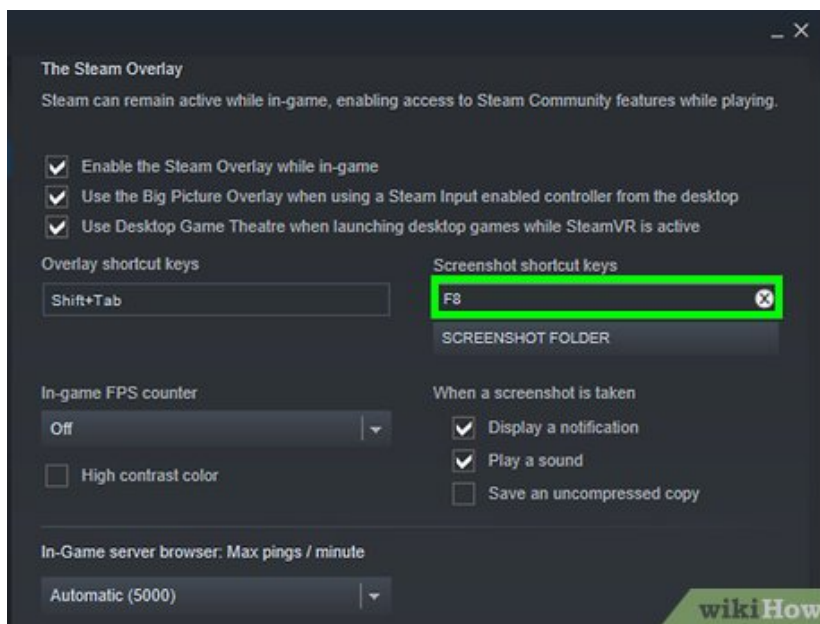 The Steam Overlay
Steam can remain active while in-game, enabling access to Steam Community features while playing.
Enable the Steam Overlay while in-game
Use the Big Picture Overlay when using a Steam Input enabled controller from the desktop
Use Desktop Game Theatre when launching desktop games while SteamVR is active
Overlay shortcut keys
Shift+Tab
Screenshot shortcut keys
F8
SCREENSHOT FOLDER
In-game FPS counter
Off
High contrast color
When a screenshot is taken
Display a notification
Play a sound
Save an uncompressed copy
In-Game server browser: Max pings / minute
Automatic (5000)
wikiHow